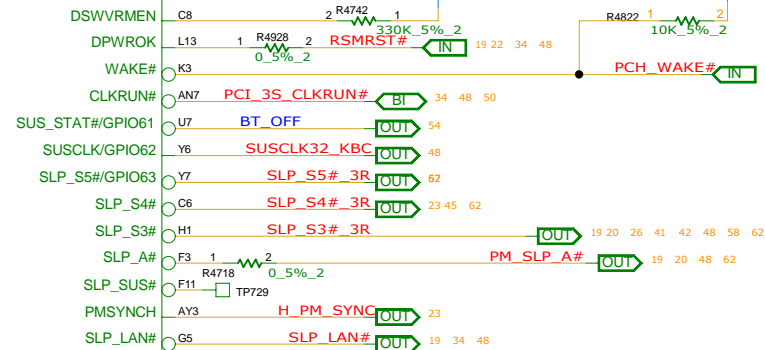 DSWVRMEN C8 2 R4742 1 330K_5%_2 R4822 1 2 10K_5%_2
DPWROK L13 1 R4928 2 0_5%_2 RSMRST# IN 19 22 34 48
WAKE# K3 PCH_WAKE# IN
CLKRUN# AN7 PCI_3S_CLKRUN# BI 34 48 50
SUS_STAT#/GPIO61 U7 BT_OFF OUT 54
SUSCLK/GPIO62 Y6 SUSCLK32_KBC OUT 48
SLP_S5#/GPIO63 Y7 SLP_S5#_3R OUT 62
SLP_S4# C6 SLP_S4#_3R OUT 23 45 62
SLP_S3# H1 SLP_S3#_3R OUT 19 20 26 41 42 48 58 62
SLP_A# F3 1 R4718 2 0_5%_2 PM_SLP_A# OUT 19 20 48 62
SLP_SUS# F11 TP729
PMSYNCH AY3 H_PM_SYNC OUT 23
SLP_LAN# G5 SLP_LAN# OUT 19 34 48